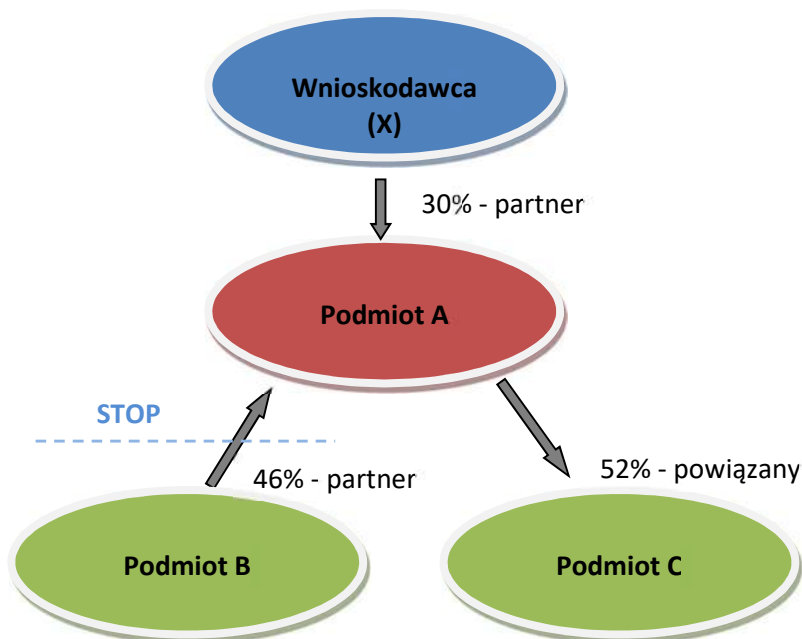 Wnioskodawca
(X)
30% - partner
Podmiot A
STOP
46% - partner
52% - powiązany
Podmiot B
Podmiot C